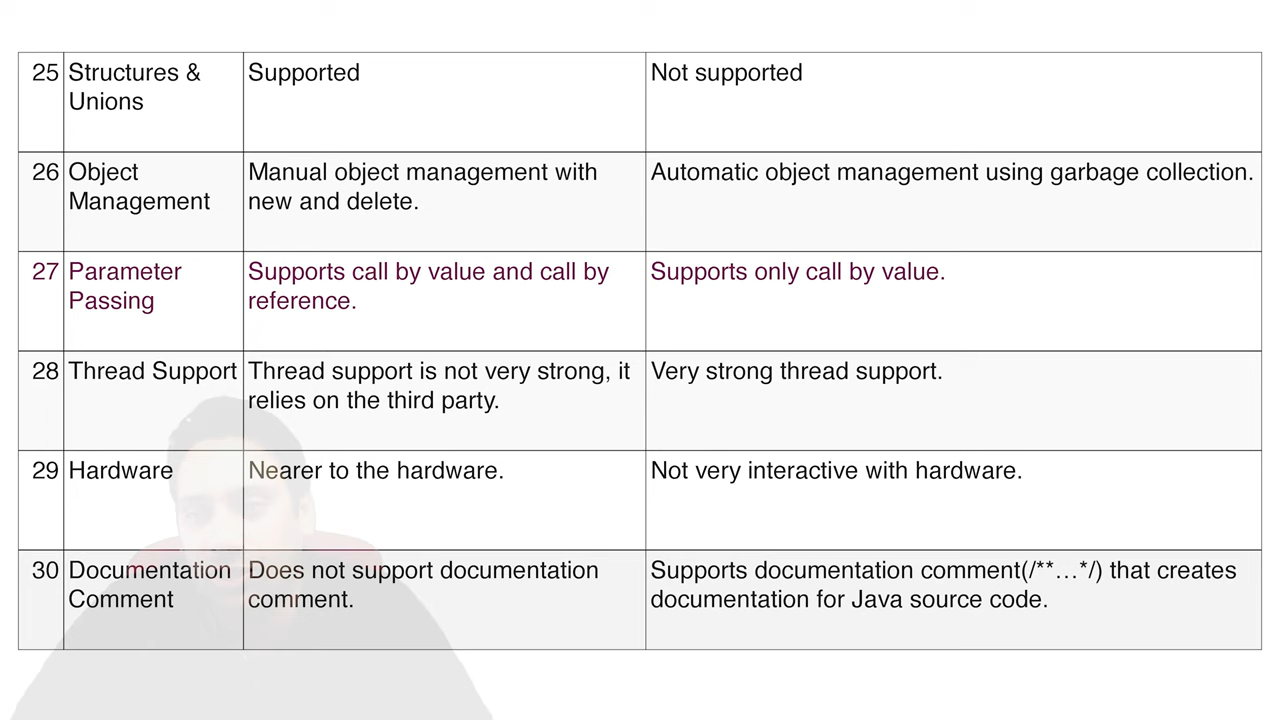 25 Structures & Supported Not supported
Unions
26 Object Manual object management with Automatic object management using garbage collection.
Management new and delete.
27 Parameter Supports call by value and call by Supports only call by value.
Passing reference.
28 Thread Support Thread support is not very strong, it Very strong thread support.
relies on the third party.
29 Hardware Nearer to the hardware. Not very interactive with hardware.
30 Documentation Does not support documentation Supports documentation comment(/**…*/) that creates
Comment comment. documentation for Java source code.